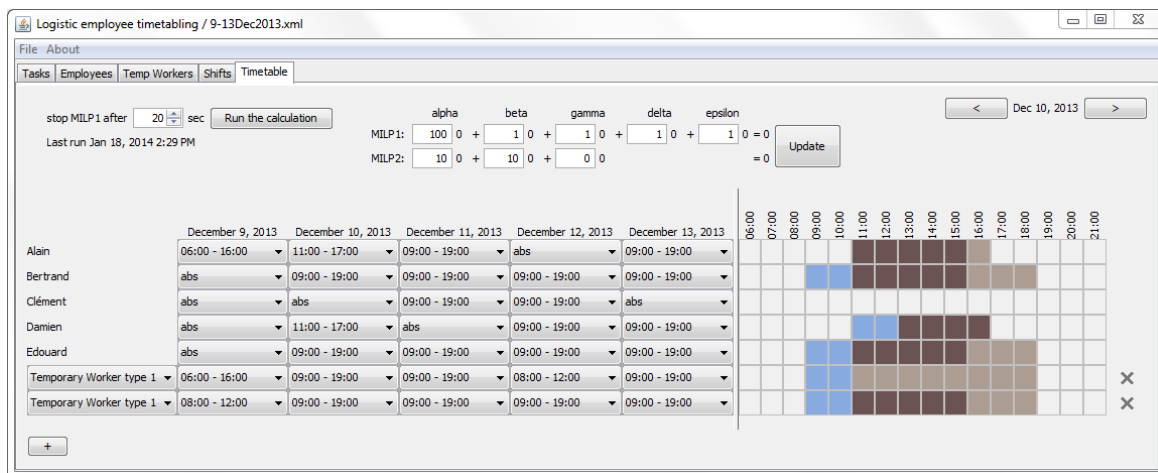 Logistic employee timetabling / 9-13Dec2013.xml
File About
Tasks Employees Temp Workers Shifts Timetable
stop MILP1 after 20 sec Run the calculation
Last run Jan 18, 2014 2:29 PM
alpha beta gamma delta epsilon
MILP1: 100 0 + 1 0 + 1 0 + 1 0 + 1 0 = 0
MILP2: 10 0 + 10 0 + 0 0 = 0
Update
< Dec 10, 2013 >
December 9, 2013 December 10, 2013 December 11, 2013 December 12, 2013 December 13, 2013
06:00 07:00 08:00 09:00 10:00 11:00 12:00 13:00 14:00 15:00 16:00 17:00 18:00 19:00 20:00 21:00
Alain 06:00 - 16:00 11:00 - 17:00 09:00 - 19:00 abs 09:00 - 19:00
Bertrand abs 09:00 - 19:00 09:00 - 19:00 09:00 - 19:00 09:00 - 19:00
Clément abs abs 09:00 - 19:00 09:00 - 19:00 abs
Damien abs 11:00 - 17:00 abs 09:00 - 19:00 09:00 - 19:00
Edouard abs 09:00 - 19:00 09:00 - 19:00 09:00 - 19:00 09:00 - 19:00
Temporary Worker type 1 06:00 - 16:00 09:00 - 19:00 09:00 - 19:00 08:00 - 12:00 09:00 - 19:00
Temporary Worker type 1 08:00 - 12:00 09:00 - 19:00 09:00 - 19:00 09:00 - 19:00 09:00 - 19:00
+